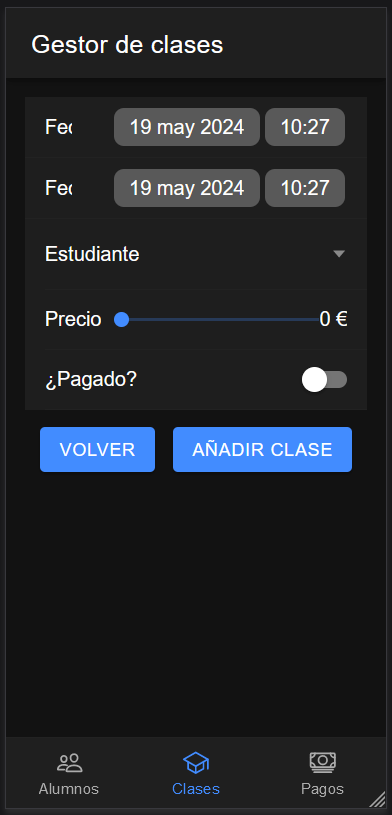 Gestor de clases
Fec 19 may 2024 10:27
Fec 19 may 2024 10:27
Estudiante
Precio 0 €
¿Pagado?
VOLVER AÑADIR CLASE
Alumnos Clases Pagos